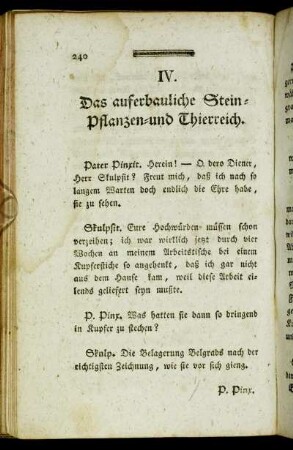 240
IV.
Das auferbauliche Stein-
Pflanzen-und Thierreich.
Pater Pinxit. Herein! — O, dero Diener,
Herr Skulpsit? Freut mich, daß ich nach so
langem Warten doch endlich die Ehre habe,
sie zu sehen.
Skulpsit. Eure Hochwürden müssen schon
verzeihen; ich war wirklich jetzt durch vier
Wochen an meinem Arbeitstische bei einem
Kupferstiche so angehenkt, daß ich gar nicht
aus dem Hause kam, weil diese Arbeit ei-
lends geliefert seyn mußte.
P. Pinx. Was hatten sie dann so dringend
in Kupfer zu stechen?
Skulp. Die Belagerung Belgrads nach der
richtigsten Zeichnung, wie sie vor sich gieng.
P. Pinx.